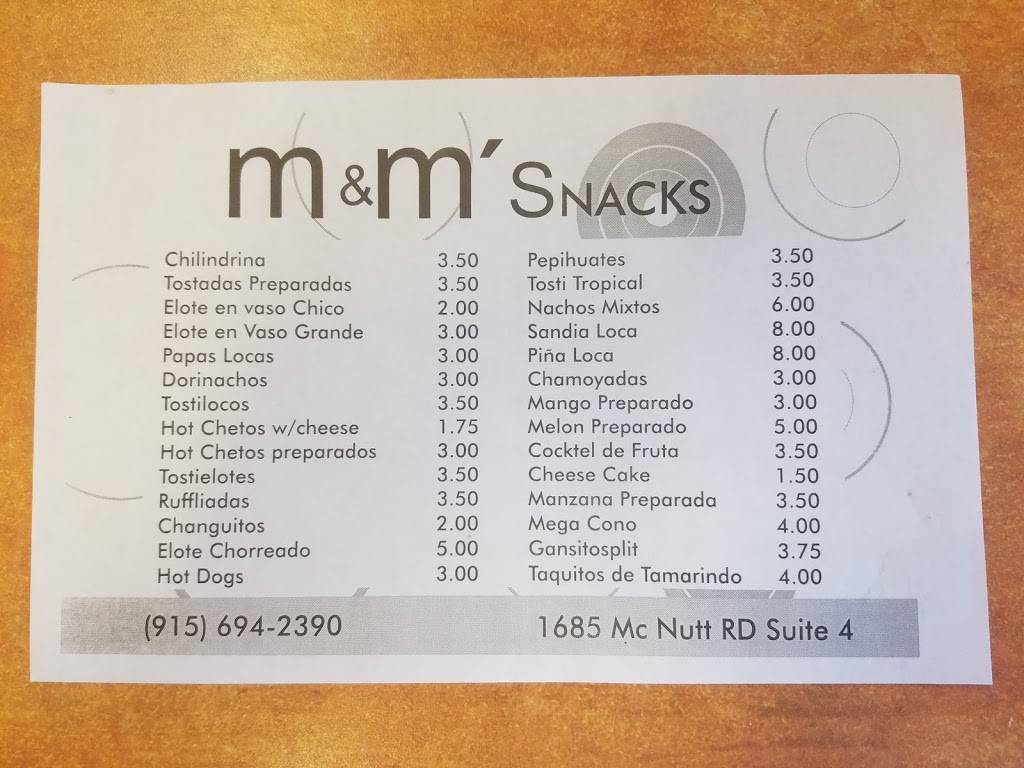 m&m´ Snacks
Chilindrina 3.50
Tostadas Preparadas 3.50
Elote en vaso Chico 2.00
Elote en Vaso Grande 3.00
Papas Locas 3.00
Dorinachos 3.00
Tostilocos 3.50
Hot Chetos w/cheese 1.75
Hot Chetos preparados 3.00
Tostielotes 3.50
Ruffliadas 3.50
Changuitos 2.00
Elote Chorreado 5.00
Hot Dogs 3.00
Pepihuates 3.50
Tosti Tropical 3.50
Nachos Mixtos 6.00
Sandia Loca 8.00
Piña Loca 8.00
Chamoyadas 3.00
Mango Preparado 3.00
Melon Preparado 5.00
Cocktel de Fruta 3.50
Cheese Cake 1.50
Manzana Preparada 3.50
Mega Cono 4.00
Gansitosplit 3.75
Taquitos de Tamarindo 4.00
(915) 694-2390
1685 Mc Nutt RD Suite 4